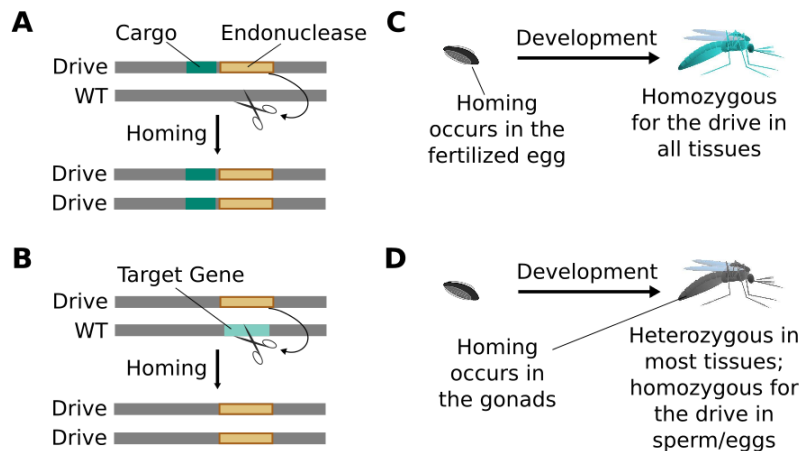 A
Cargo
Endonuclease
Drive
WT
Homing
Drive
Drive
B
Target Gene
Drive
WT
Homing
Drive
Drive
C
Development
Homing
occurs in the
fertilized egg
Homozygous
for the drive in
all tissues
D
Development
Homing
occurs in
the gonads
Heterozygous in
most tissues;
homozygous for
the drive in
sperm/eggs